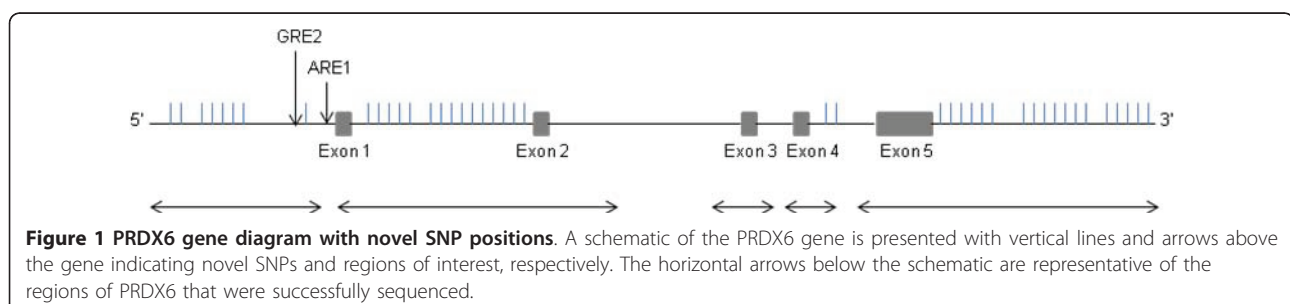 GRE2
ARE1
5'
3'
Exon 1
Exon 2
Exon 3
Exon 4
Exon 5
Figure 1 PRDX6 gene diagram with novel SNP positions. A schematic of the PRDX6 gene is presented with vertical lines and arrows above
the gene indicating novel SNPs and regions of interest, respectively. The horizontal arrows below the schematic are representative of the
regions of PRDX6 that were successfully sequenced.